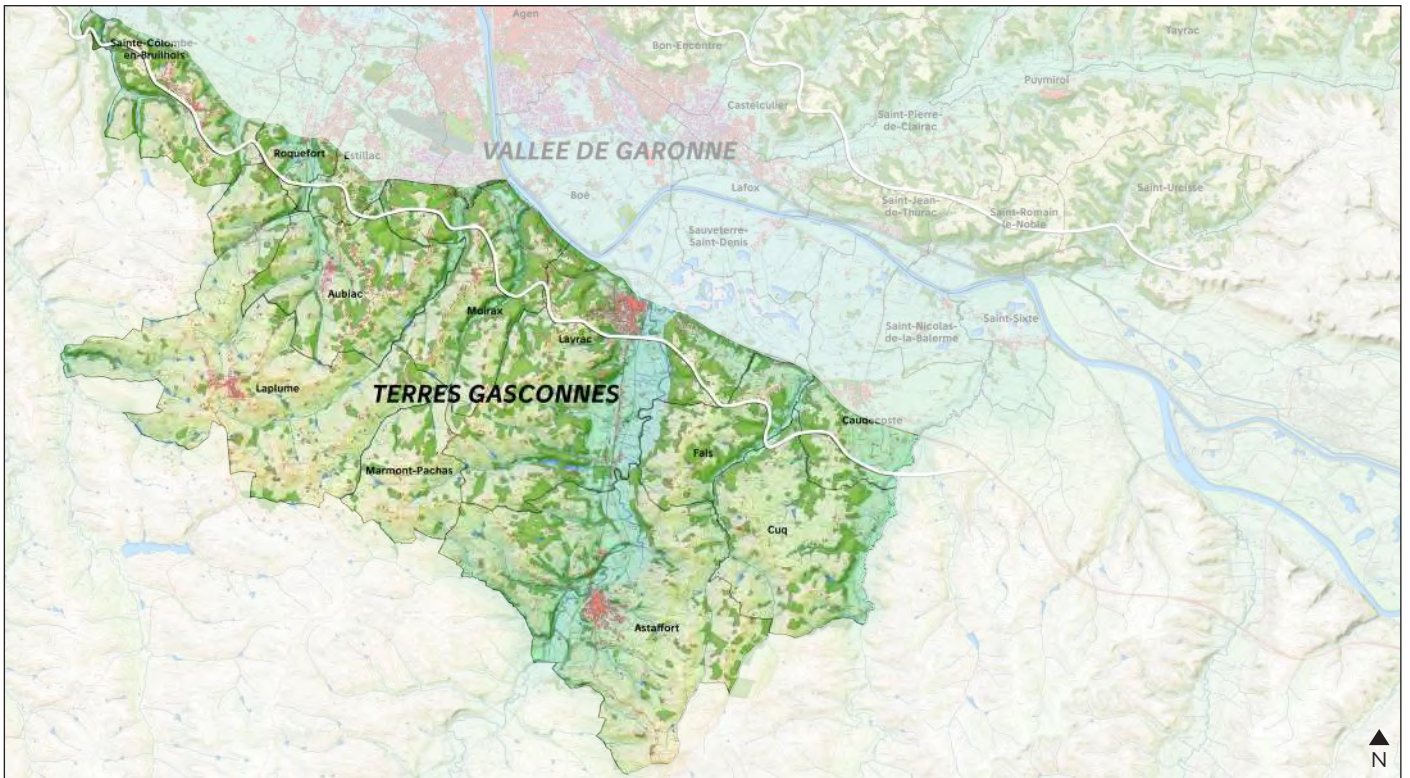 Agen
Sainte-Colombe-
en-Bruilhois
Bon-Encontre
Tayrac
Puymirol
Castelculier
Saint-Pierre-
de-Clairac
Roquefort
Estillac
VALLEE DE GARONNE
Boé
Lafox
Saint-Jean-
de-Thurac
Saint-Urcisse
Saint-Romain
le-Noble
Sauveterre-
Saint-Denis
Aubiac
Moirax
Layrac
Saint-Nicolas-
de-la-Balerme
Saint-Sixte
Laplume
TERRES GASCONNES
Caudecoste
Fals
Marmont-Pachas
Cuq
Astaffort
N